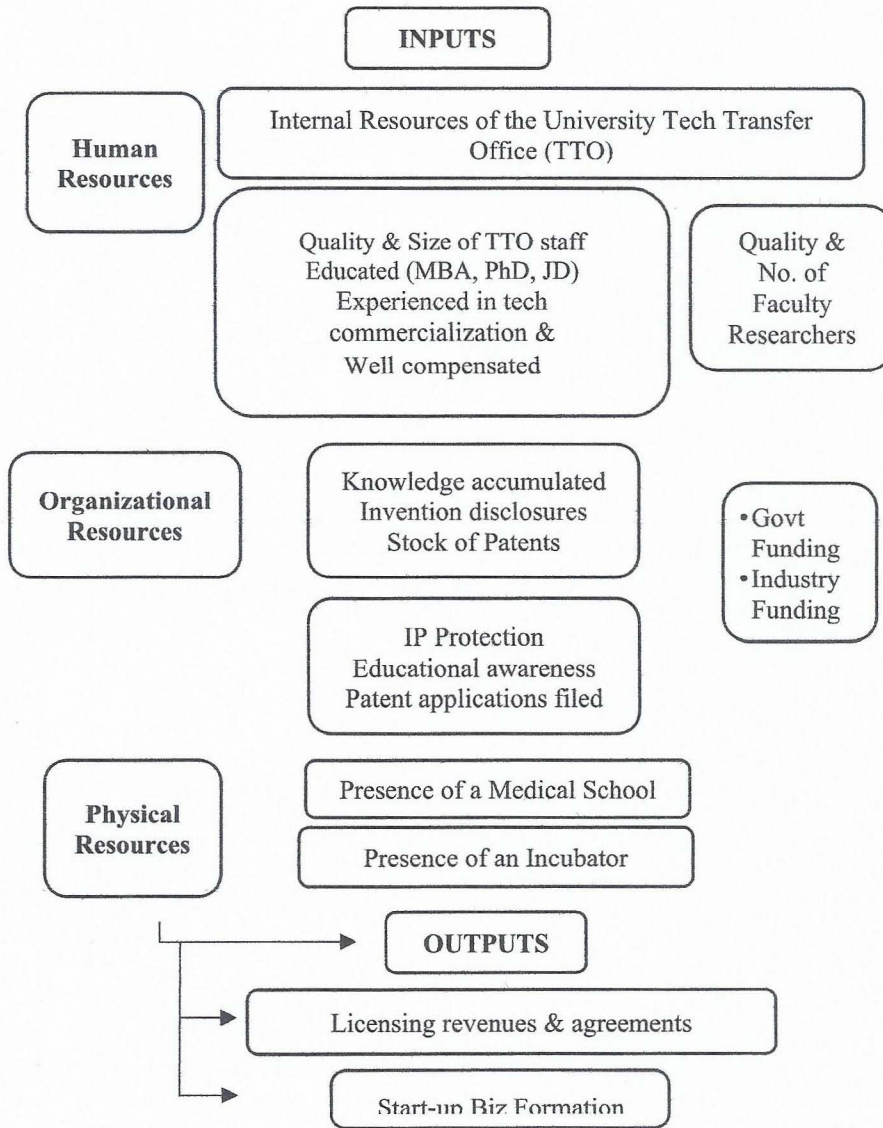 INPUTS
Internal Resources of the University Tech Transfer
Office (TTO)
Human
Resources
Quality & Size of TTO staff
Educated (MBA, PhD, JD)
Experienced in tech
commercialization &
Well compensated
Quality &
No. of
Faculty
Researchers
Organizational
Resources
Knowledge accumulated
Invention disclosures
Stock of Patents
•Govt
Funding
•Industry
Funding
IP Protection
Educational awareness
Patent applications filed
Physical
Resources
Presence of a Medical School
Presence of an Incubator
OUTPUTS
Licensing revenues & agreements
Start-up Biz Formation